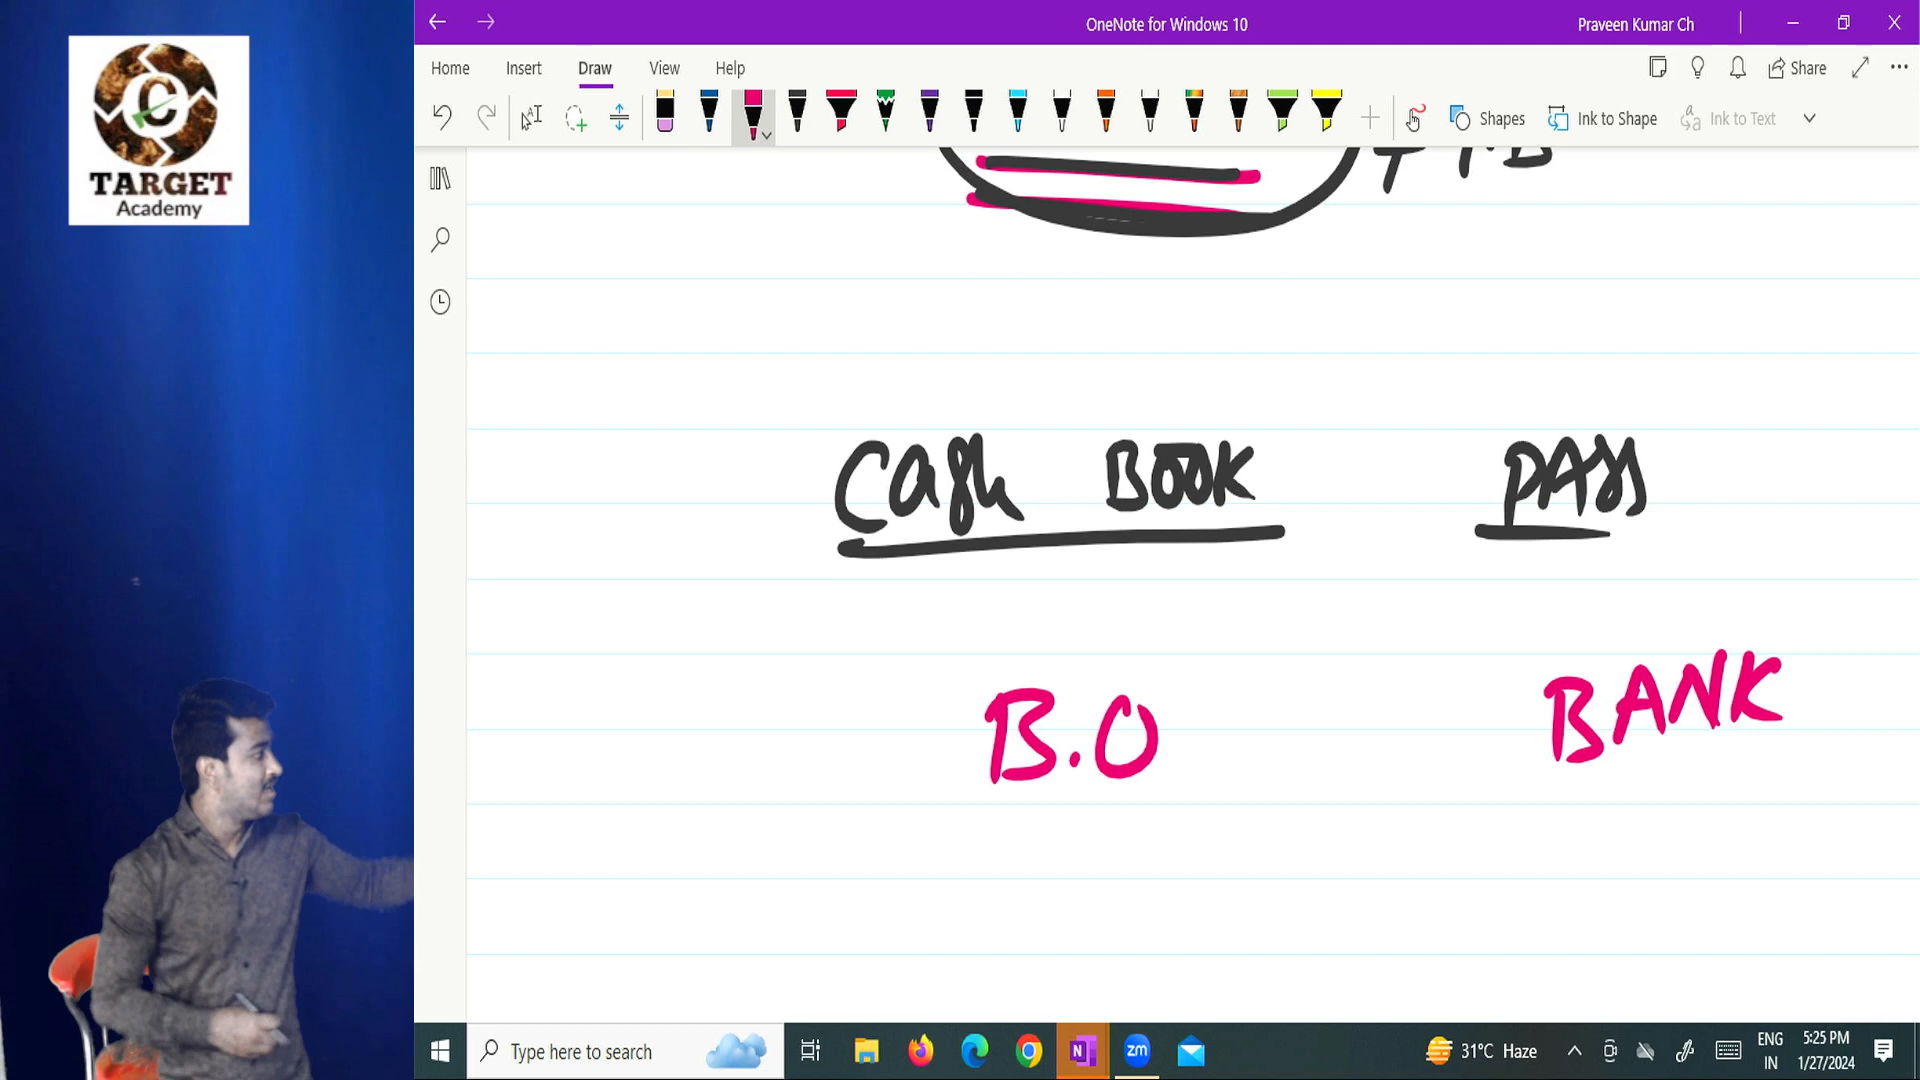 OneNote for Windows 10
Praveen Kumar Ch
TARGET
Academy
Home Insert Draw View Help
Share
Shapes
Ink to Shape
Ink to Text
Cash BOOK PASS
B.O BANK
Type here to search
N
zm
31°C Haze
ENG
IN
5:25 PM
1/27/2024